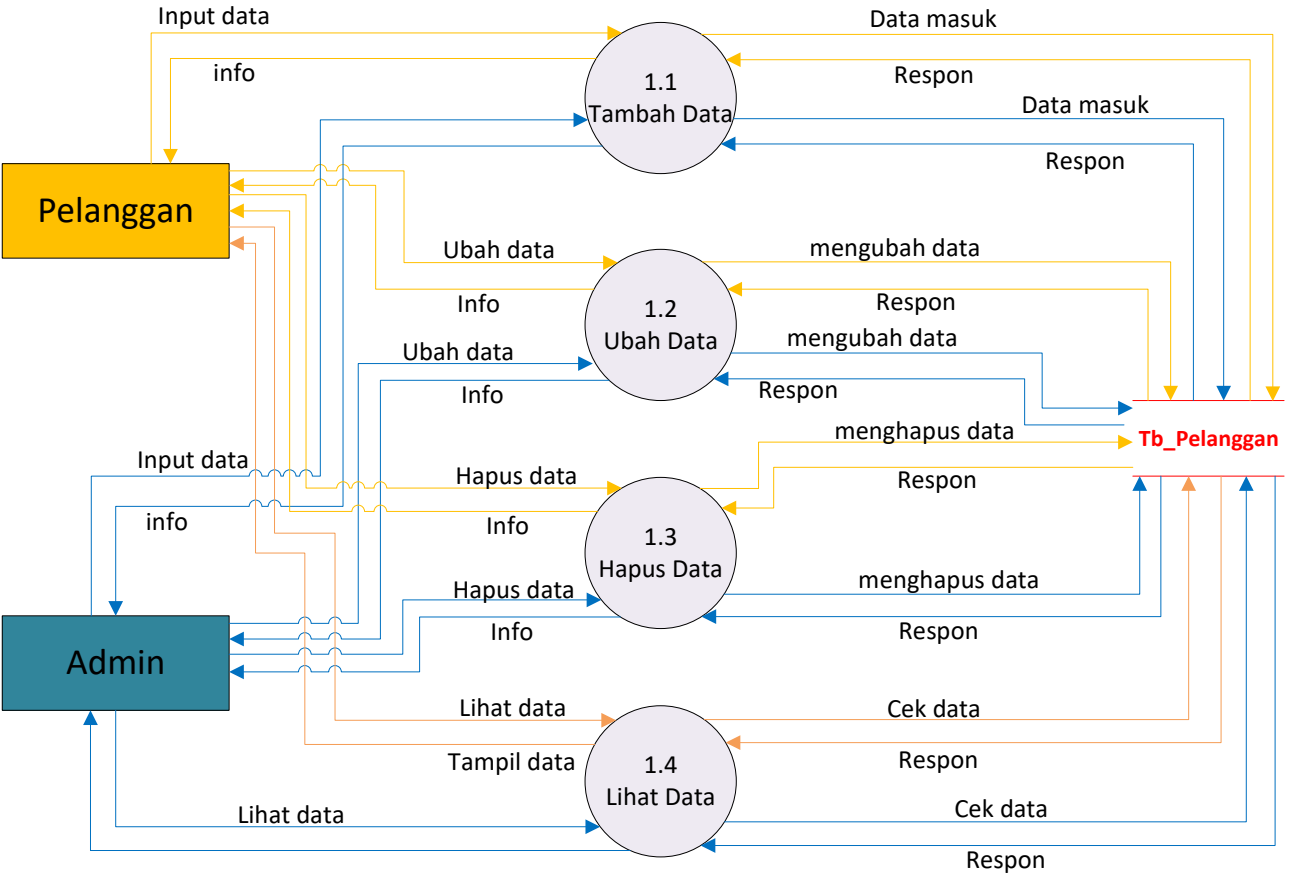 Input data
Data masuk
info
Respon
1.1
Tambah Data
Data masuk
Respon
Pelanggan
Ubah data
mengubah data
Info
Respon
1.2
Ubah Data
Ubah data
mengubah data
Info
Respon
Tb_Pelanggan
menghapus data
Input data
Hapus data
Respon
info
Info
1.3
Hapus Data
Hapus data
menghapus data
Info
Respon
Admin
Lihat data
Cek data
Tampil data
Respon
1.4
Lihat Data
Lihat data
Cek data
Respon